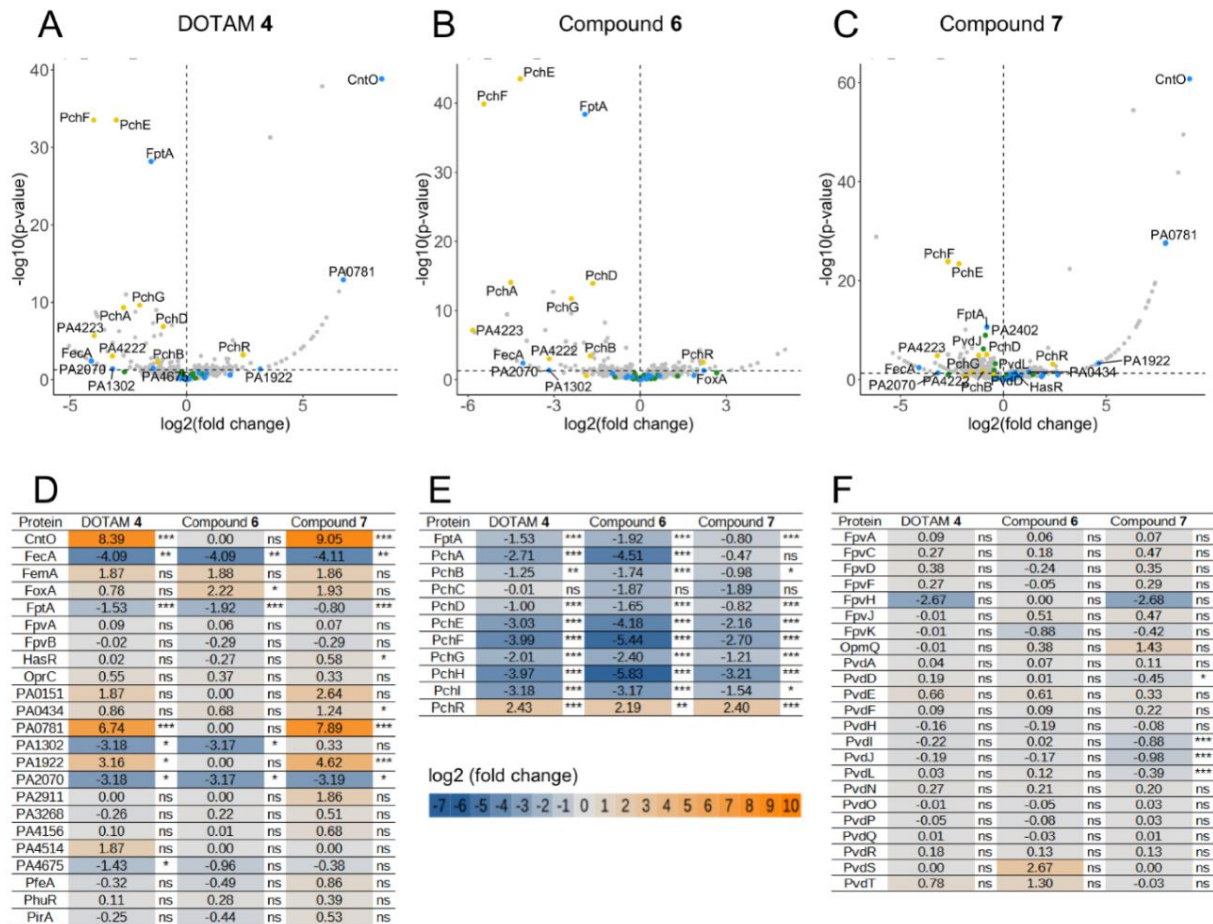 A DOTAM 4
B Compound 6
C Compound 7
-log10(p-value)
40
30
20
10
0
-5
0
5
log2(fold change)
CntO
PchF
PchE
FptA
PA0781
PchG
PchA
PchD
PA4223
PA4222
PchB
PchR
FecA
PA2070
PA1302
PA4675
PA1922
-log10(p-value)
40
30
20
10
0
-6
-3
0
3
log2(fold change)
PchE
PchF
FptA
PchA
PchD
PchG
PA4223
PchB
PA4222
FecA
PchR
PA2070
PA1302
FoxA
-log10(p-value)
60
40
20
0
-5
0
5
log2(fold change)
CntO
PA0781
PchF
PchE
FptA
PA2402
PvdJ
PchD
PA4223
PchG
PvdL
PchR
PA1922
FecA
PA0434
PA2070
PA4222
PvdD
HasR
PchB
D
Protein DOTAM 4 Compound 6 Compound 7
CntO 8.39 *** 0.00 ns 9.05 ***
FecA -4.09 ** -4.09 ** -4.11 **
FemA 1.87 ns 1.88 ns 1.86 ns
FoxA 0.78 ns 2.22 * 1.93 ns
FptA -1.53 *** -1.92 *** -0.80 ***
FpvA 0.09 ns 0.06 ns 0.07 ns
FpvB -0.02 ns -0.29 ns -0.29 ns
HasR 0.02 ns -0.27 ns 0.58 *
OprC 0.55 ns 0.37 ns 0.33 ns
PA0151 1.87 ns 0.00 ns 2.64 ns
PA0434 0.86 ns 0.68 ns 1.24 *
PA0781 6.74 *** 0.00 ns 7.89 ***
PA1302 -3.18 * -3.17 * 0.33 ns
PA1922 3.16 * 0.00 ns 4.62 ***
PA2070 -3.18 * -3.17 * -3.19 *
PA2911 0.00 ns 0.00 ns 1.86 ns
PA3268 -0.26 ns 0.22 ns 0.51 ns
PA4156 0.10 ns 0.01 ns 0.68 ns
PA4514 1.87 ns 0.00 ns 0.00 ns
PA4675 -1.43 * -0.96 ns -0.38 ns
PfeA -0.32 ns -0.49 ns 0.86 ns
PhuR 0.11 ns 0.28 ns 0.39 ns
PirA -0.25 ns -0.44 ns 0.53 ns
E
Protein DOTAM 4 Compound 6 Compound 7
FptA -1.53 *** -1.92 *** -0.80 ***
PchA -2.71 *** -4.51 *** -0.47 ns
PchB -1.25 ** -1.74 *** -0.98 *
PchC -0.01 ns -1.87 ns -1.89 ns
PchD -1.00 *** -1.65 *** -0.82 ***
PchE -3.03 *** -4.18 *** -2.16 ***
PchF -3.99 *** -5.44 *** -2.70 ***
PchG -2.01 *** -2.40 *** -1.21 ***
PchH -3.97 *** -5.83 *** -3.21 ***
PchI -3.18 *** -3.17 *** -1.54 *
PchR 2.43 *** 2.19 ** 2.40 ***
log2 (fold change)
-7 -6 -5 -4 -3 -2 -1 0 1 2 3 4 5 6 7 8 9 10
F
Protein DOTAM 4 Compound 6 Compound 7
FpvA 0.09 ns 0.06 ns 0.07 ns
FpvC 0.27 ns 0.18 ns 0.47 ns
FpvD 0.38 ns -0.24 ns 0.35 ns
FpvF 0.27 ns -0.05 ns 0.29 ns
FpvH -2.67 ns 0.00 ns -2.68 ns
FpvJ -0.01 ns 0.51 ns 0.47 ns
FpvK -0.01 ns -0.88 ns -0.42 ns
OpmQ -0.01 ns 0.38 ns 1.43 ns
PvdA 0.04 ns 0.07 ns 0.11 ns
PvdD 0.19 ns 0.01 ns -0.45 *
PvdE 0.66 ns 0.61 ns 0.33 ns
PvdF 0.09 ns 0.09 ns 0.22 ns
PvdH -0.16 ns -0.19 ns -0.08 ns
PvdI -0.22 ns 0.02 ns -0.88 ***
PvdJ -0.19 ns -0.17 ns -0.98 ***
PvdL 0.03 ns 0.12 ns -0.39 ***
PvdN 0.27 ns 0.21 ns 0.20 ns
PvdO -0.01 ns -0.05 ns 0.03 ns
PvdP -0.05 ns -0.08 ns 0.03 ns
PvdQ 0.01 ns -0.03 ns 0.01 ns
PvdR 0.18 ns 0.13 ns 0.13 ns
PvdS 0.00 ns 2.67 ns 0.00 ns
PvdT 0.78 ns 1.30 ns -0.03 ns